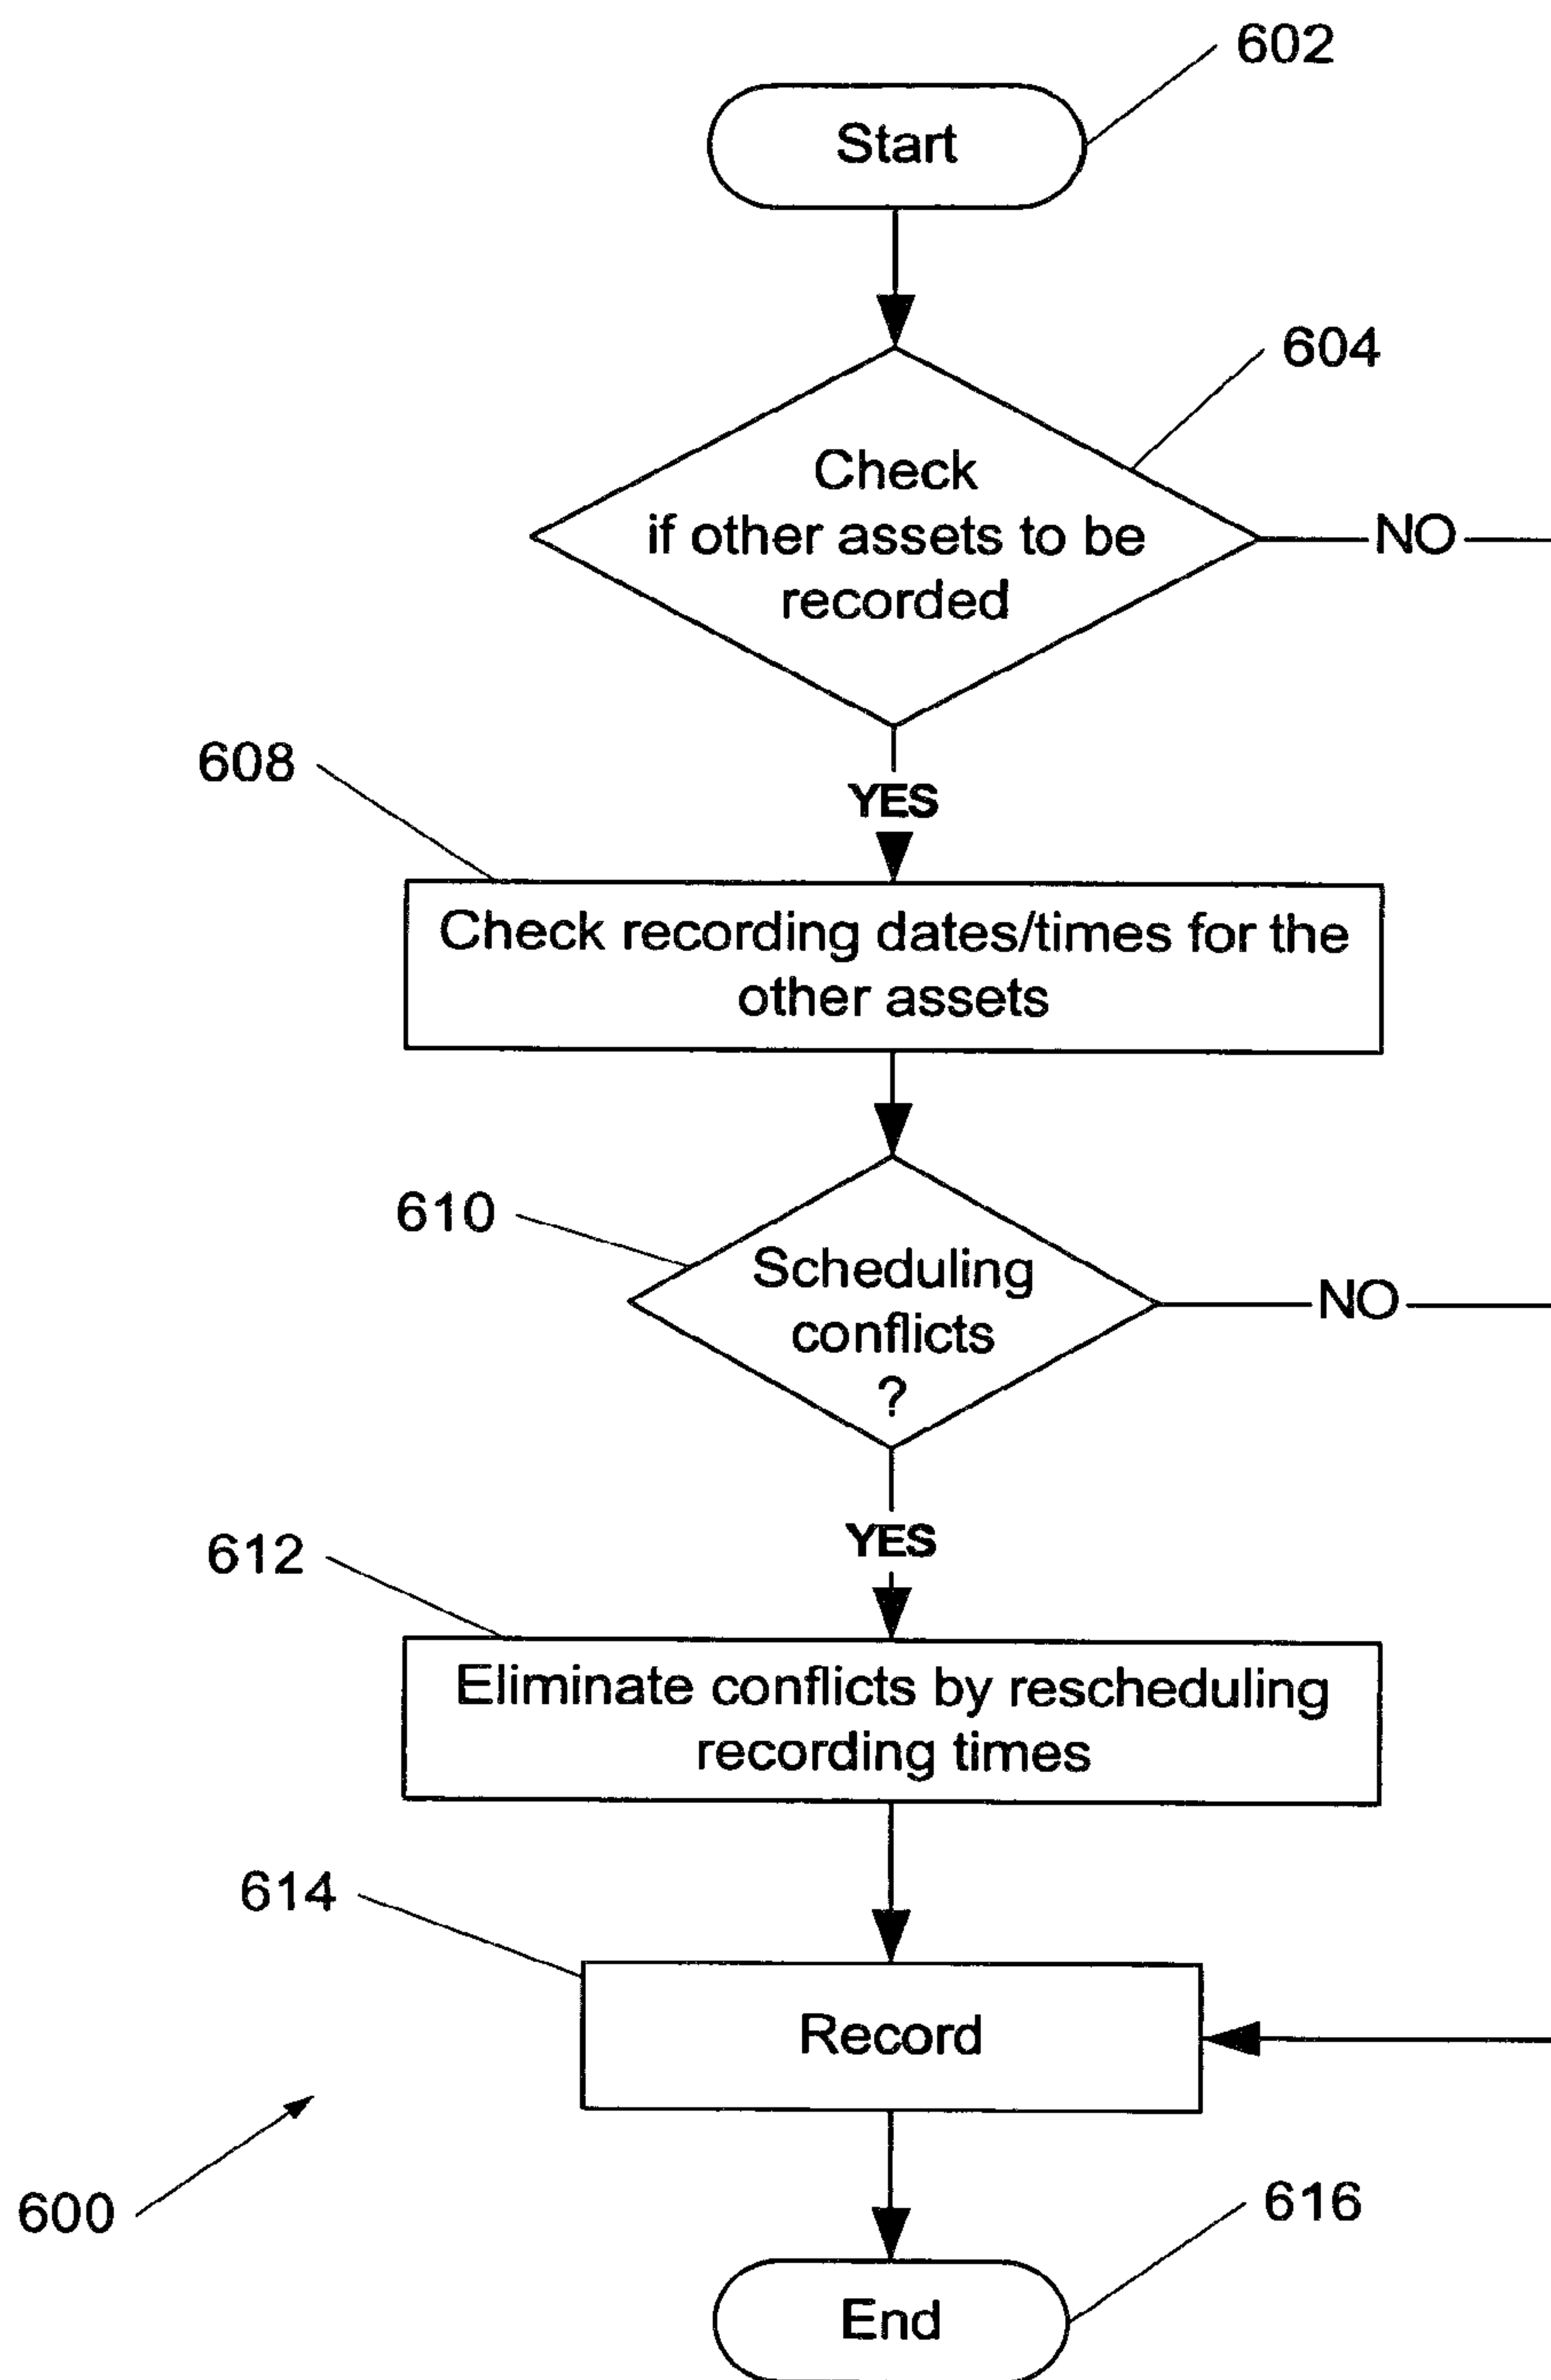 602
Start
604
Check
if other assets to be
recorded
NO
608
YES
Check recording dates/times for the
other assets
610
Scheduling
conflicts
?
NO
YES
612
Eliminate conflicts by rescheduling
recording times
614
Record
600
616
End